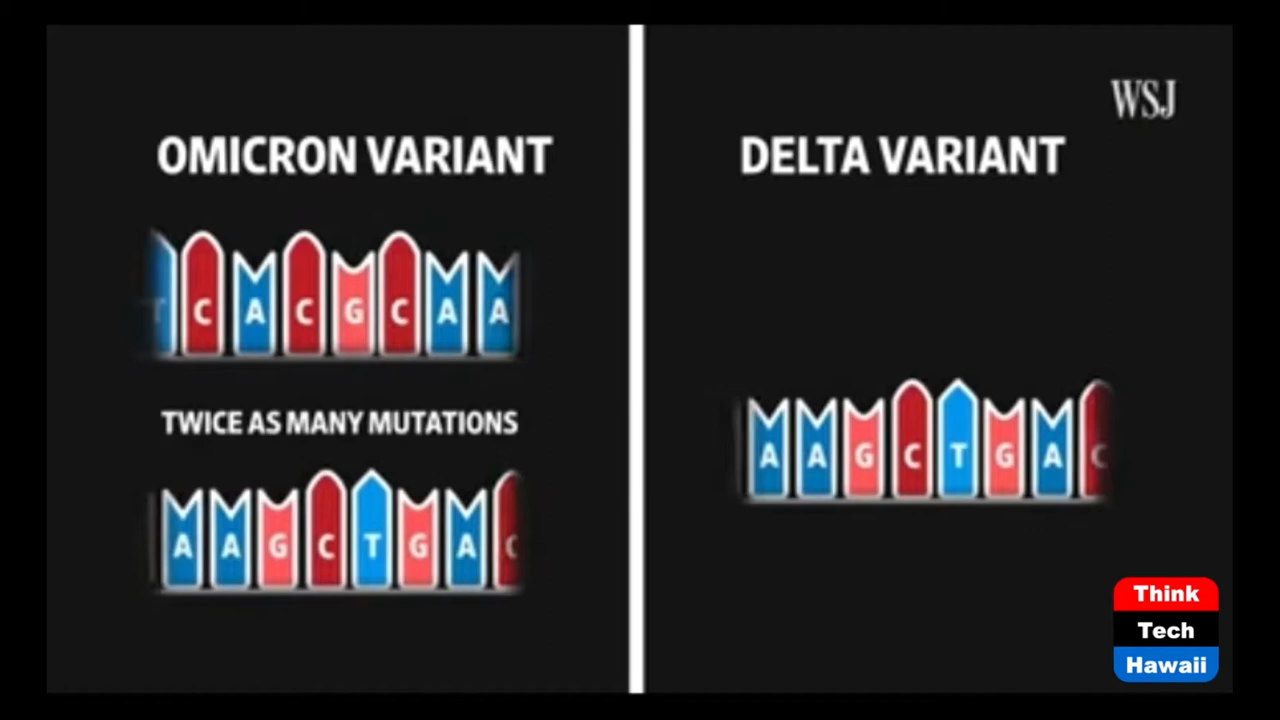 WSJ
OMICRON VARIANT
T C A C G C A A
TWICE AS MANY MUTATIONS
A A G C T G A C
DELTA VARIANT
A A G C T G A C
Think
Tech
Hawaii